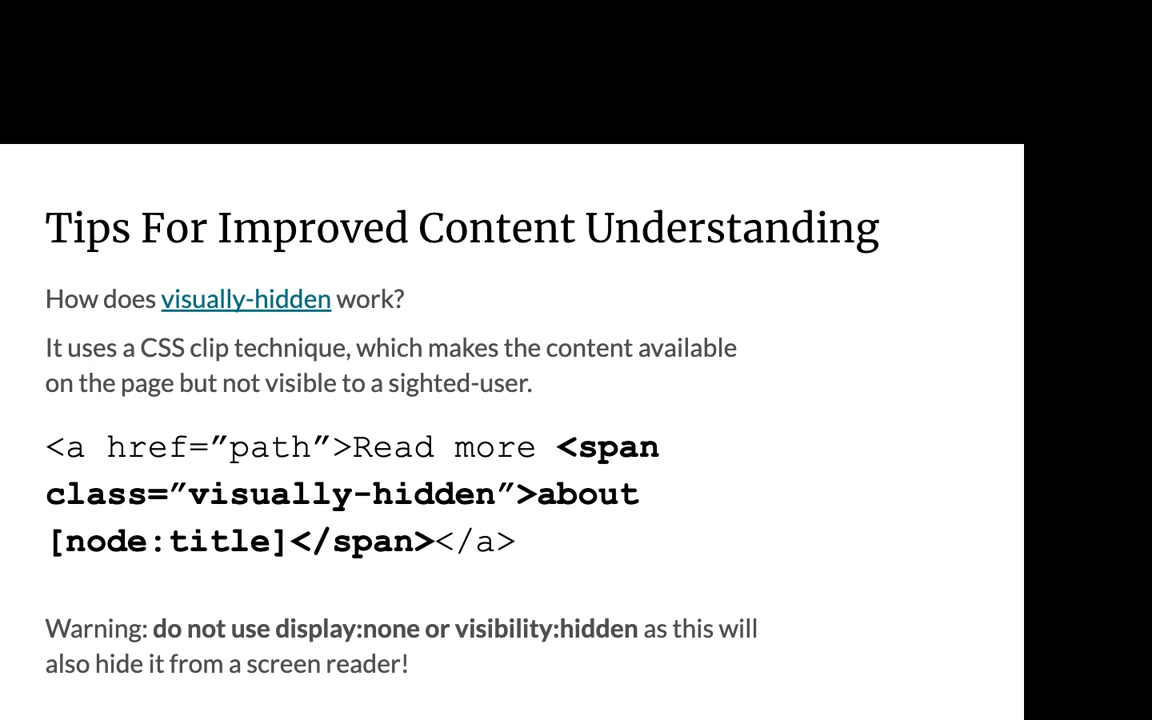 Tips For Improved Content Understanding
How does visually-hidden work?
It uses a CSS clip technique, which makes the content available
on the page but not visible to a sighted-user.
<a href=”path”>Read more <span
class=”visually-hidden”>about
[node:title]</span></a>
Warning: do not use display:none or visibility:hidden as this will
also hide it from a screen reader!